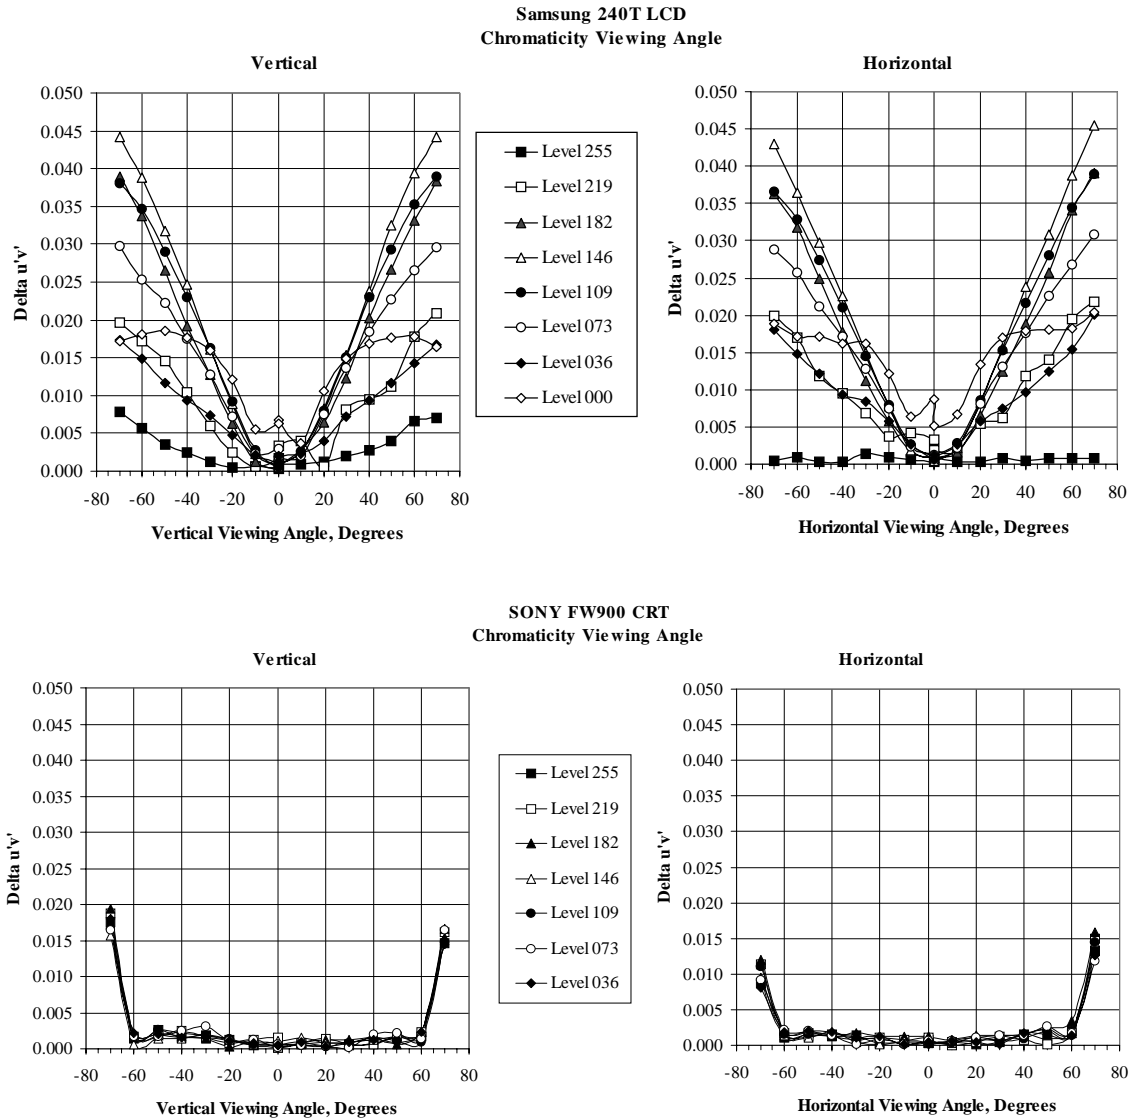 Samsung 240T LCD
Chromaticity Viewing Angle
Vertical
Horizontal
0.050
0.045
0.040
0.035
0.030
0.025
0.020
0.015
0.010
0.005
0.000
Delta u'v'
-80 -60 -40 -20 0 20 40 60 80
Vertical Viewing Angle, Degrees
Level 255
Level 219
Level 182
Level 146
Level 109
Level 073
Level 036
Level 000
0.050
0.045
0.040
0.035
0.030
0.025
0.020
0.015
0.010
0.005
0.000
Delta u'v'
-80 -60 -40 -20 0 20 40 60 80
Horizontal Viewing Angle, Degrees
SONY FW900 CRT
Chromaticity Viewing Angle
Vertical
Horizontal
0.050
0.045
0.040
0.035
0.030
0.025
0.020
0.015
0.010
0.005
0.000
Delta u'v'
-80 -60 -40 -20 0 20 40 60 80
Vertical Viewing Angle, Degrees
Level 255
Level 219
Level 182
Level 146
Level 109
Level 073
Level 036
0.050
0.045
0.040
0.035
0.030
0.025
0.020
0.015
0.010
0.005
0.000
Delta u'v'
-80 -60 -40 -20 0 20 40 60 80
Horizontal Viewing Angle, Degrees